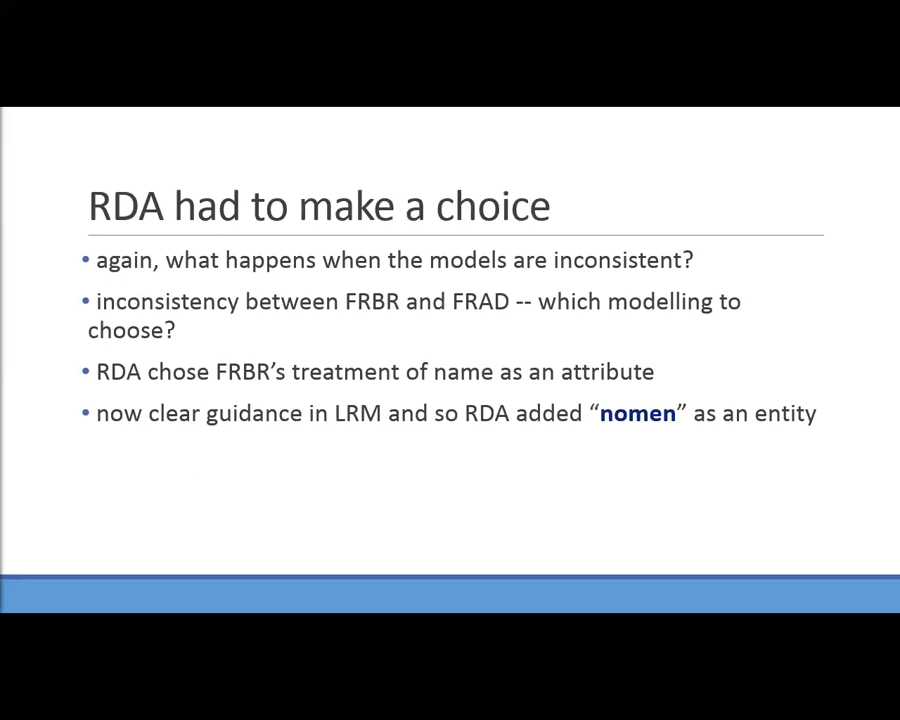 RDA had to make a choice
• again, what happens when the models are inconsistent?
• inconsistency between FRBR and FRAD -- which modelling to
choose?
• RDA chose FRBR’s treatment of name as an attribute
• now clear guidance in LRM and so RDA added “nomen” as an entity